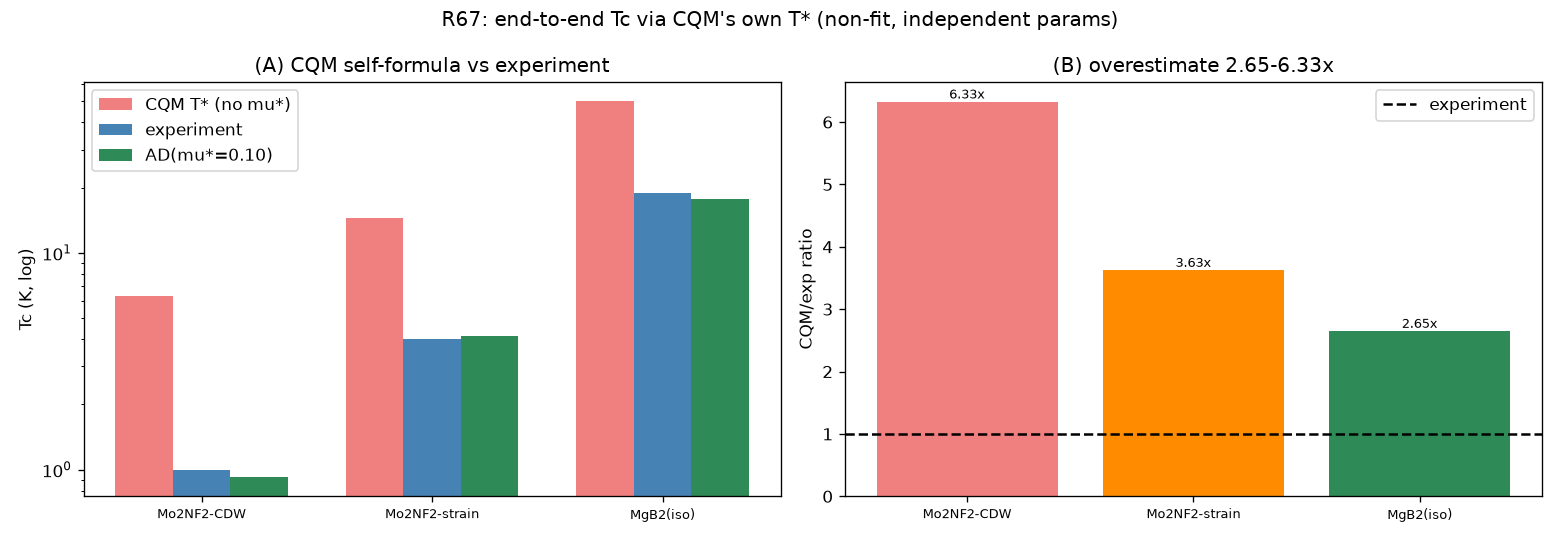 R67: end-to-end Tc via CQM's own T* (non-fit, independent params)
(A) CQM self-formula vs experiment
CQM T* (no mu*)
experiment
AD(mu*=0.10)
Tc (K, log)
10^1
10^0
Mo2NF2-CDW
Mo2NF2-strain
MgB2(iso)
(B) overestimate 2.65-6.33x
experiment
CQM/exp ratio
6
5
4
3
2
1
0
6.33x
3.63x
2.65x
Mo2NF2-CDW
Mo2NF2-strain
MgB2(iso)